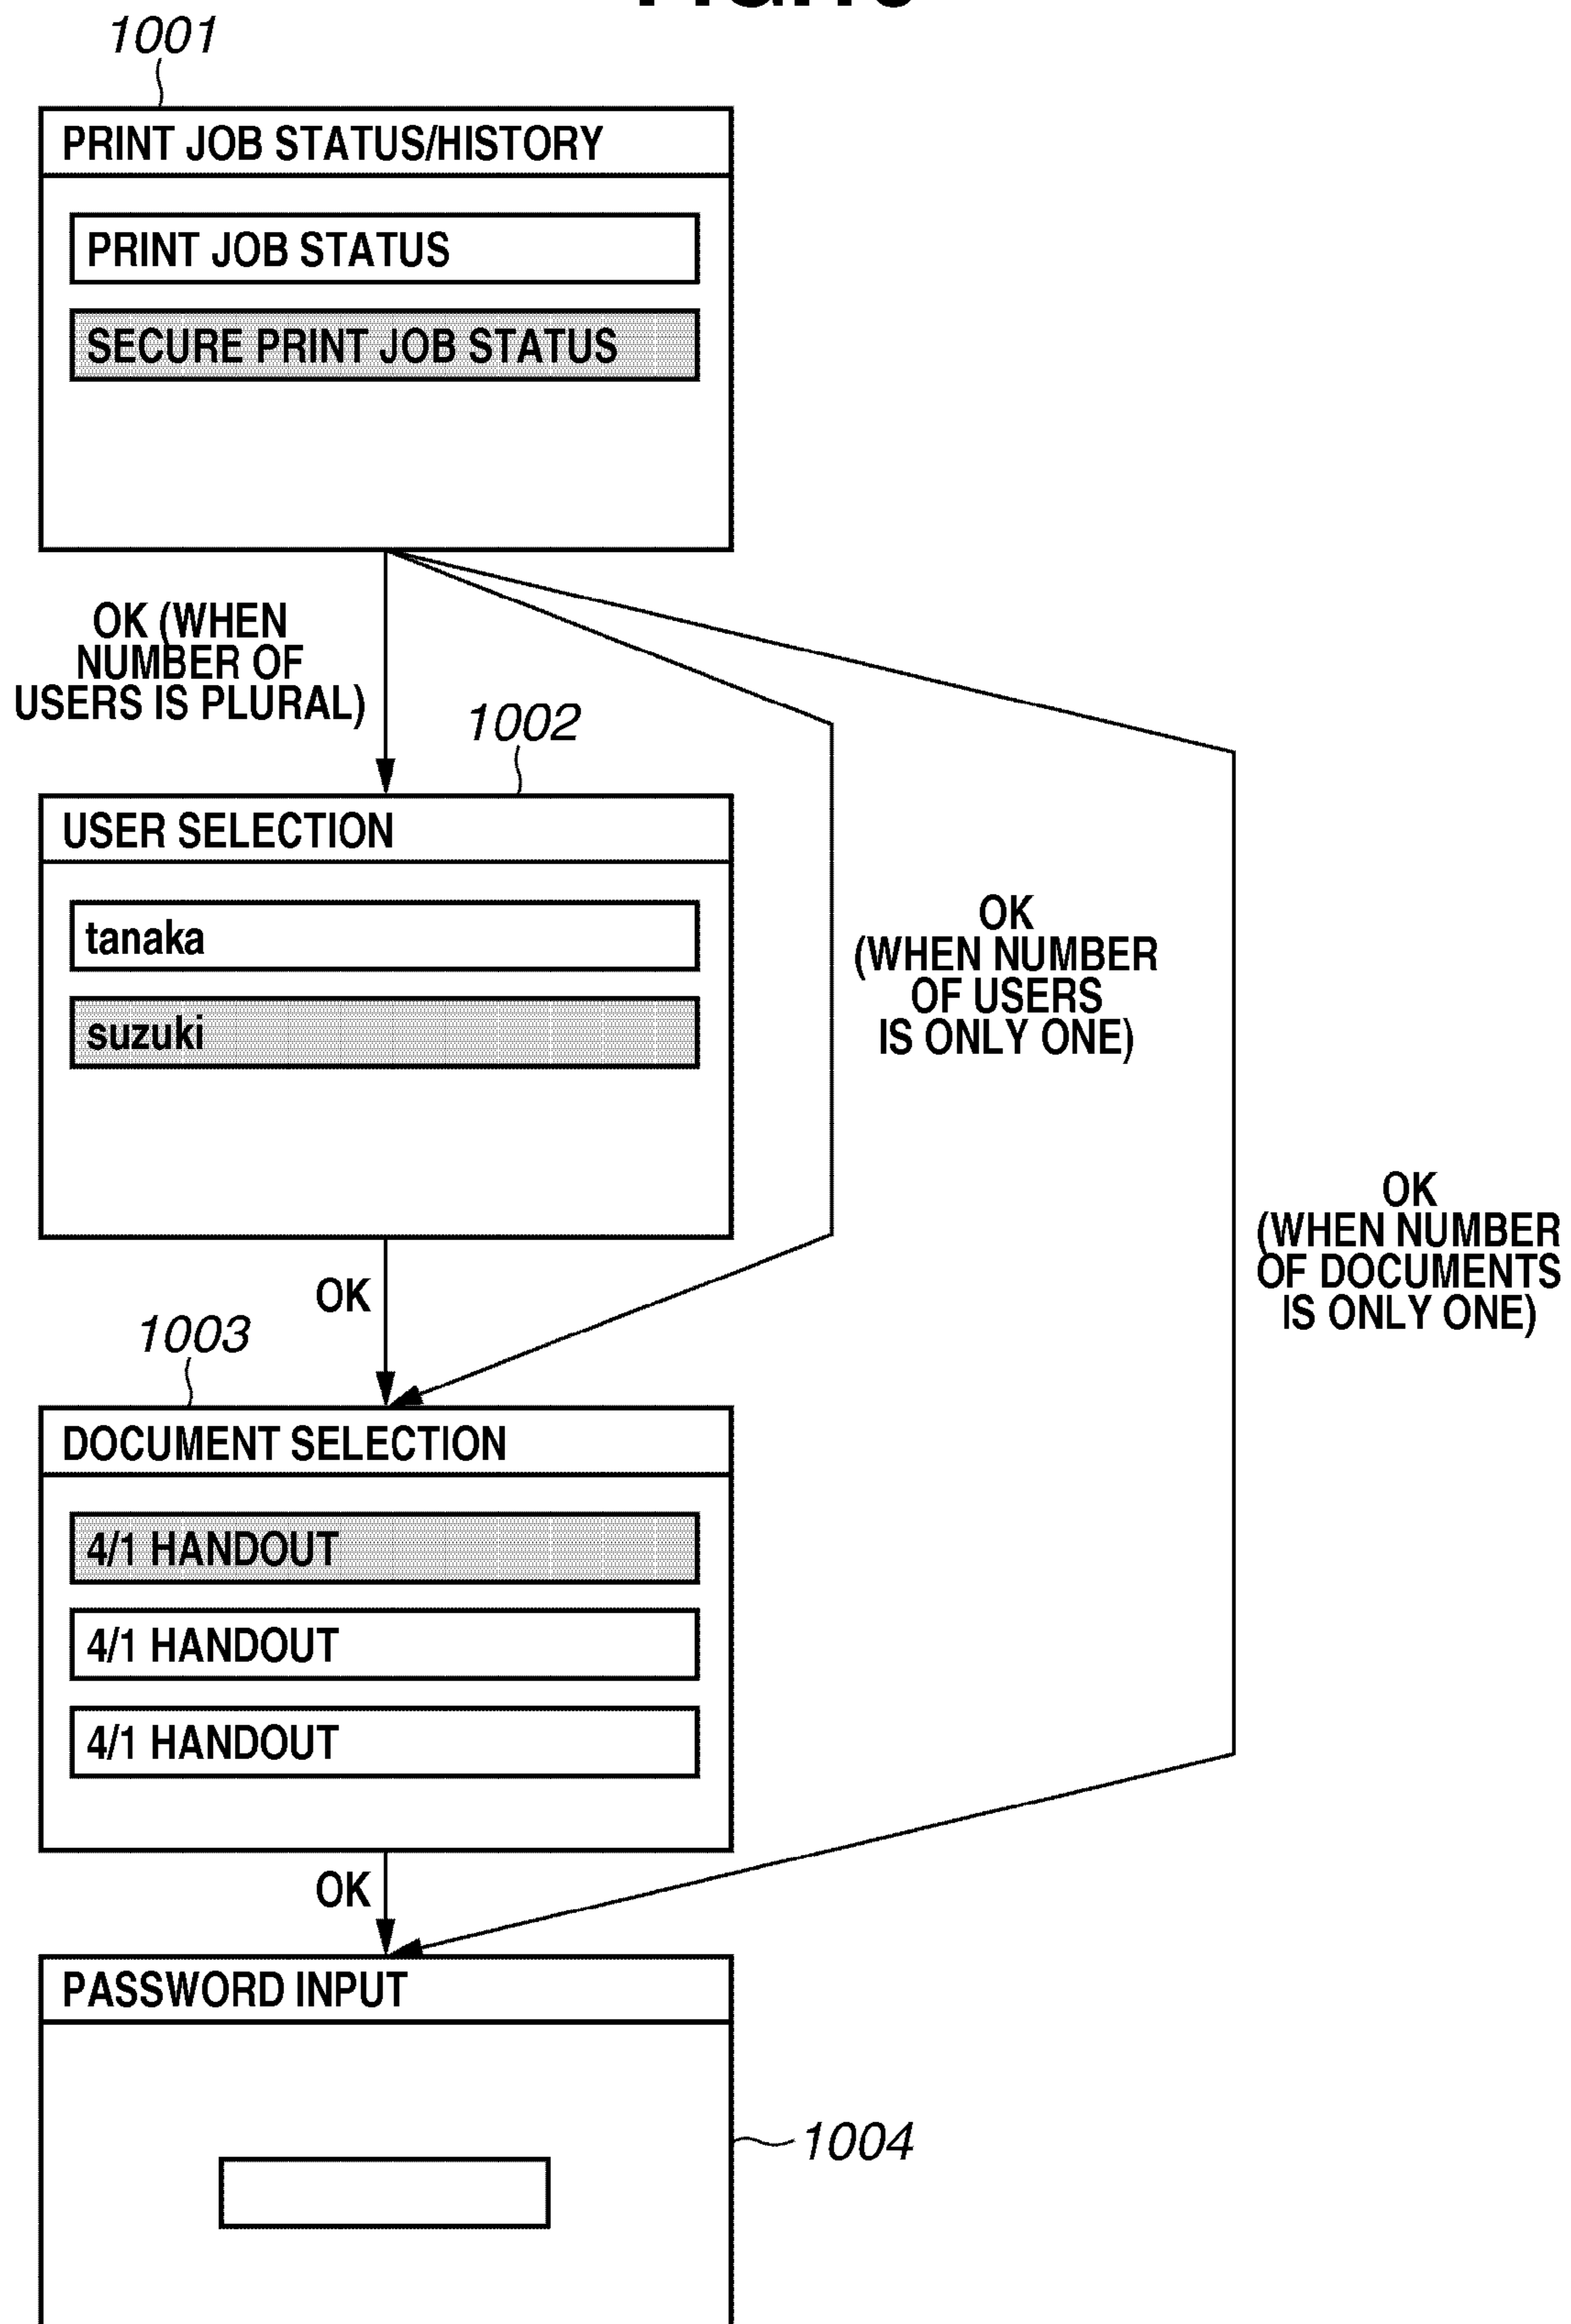 1001
PRINT JOB STATUS/HISTORY
PRINT JOB STATUS
SECURE PRINT JOB STATUS
OK (WHEN
NUMBER OF
USERS IS PLURAL)
1002
USER SELECTION
tanaka
suzuki
OK
(WHEN NUMBER
OF USERS
IS ONLY ONE)
OK
(WHEN NUMBER
OF DOCUMENTS
IS ONLY ONE)
OK
1003
DOCUMENT SELECTION
4/1 HANDOUT
4/1 HANDOUT
4/1 HANDOUT
OK
PASSWORD INPUT
1004